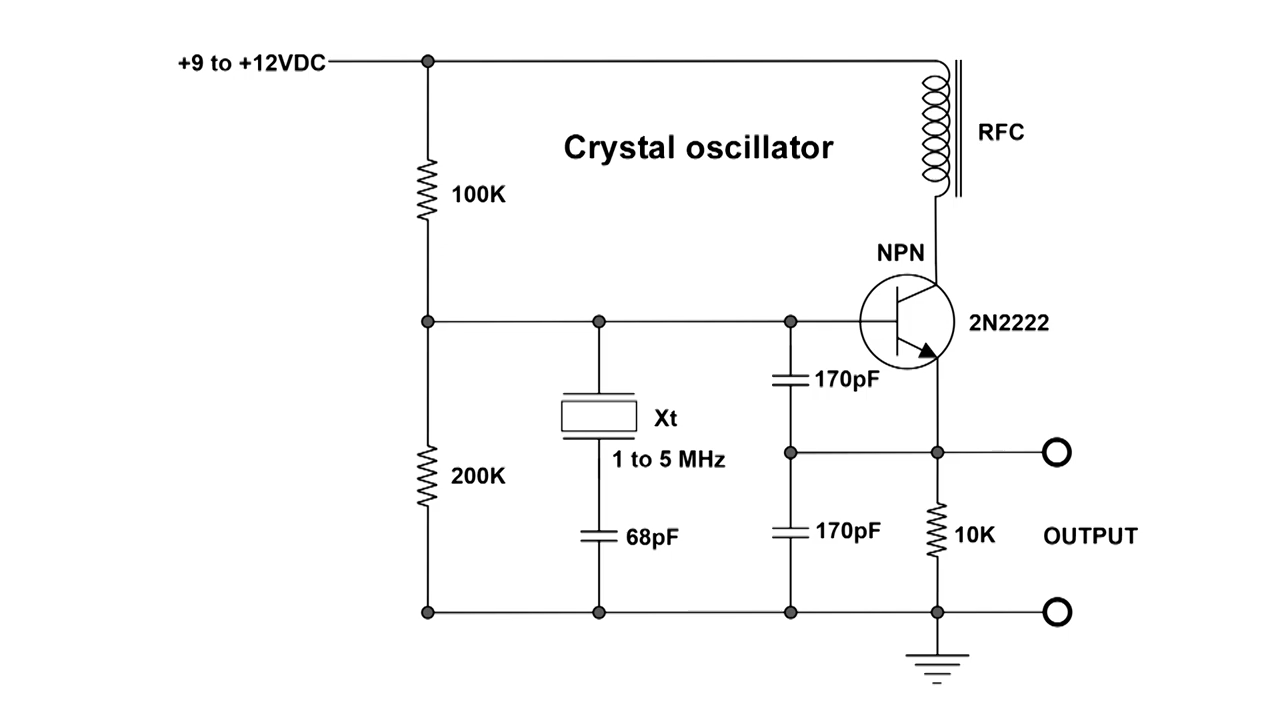 +9 to +12VDC
RFC
Crystal oscillator
100K
NPN
2N2222
170pF
Xt
1 to 5 MHz
200K
170pF
68pF
10K
OUTPUT